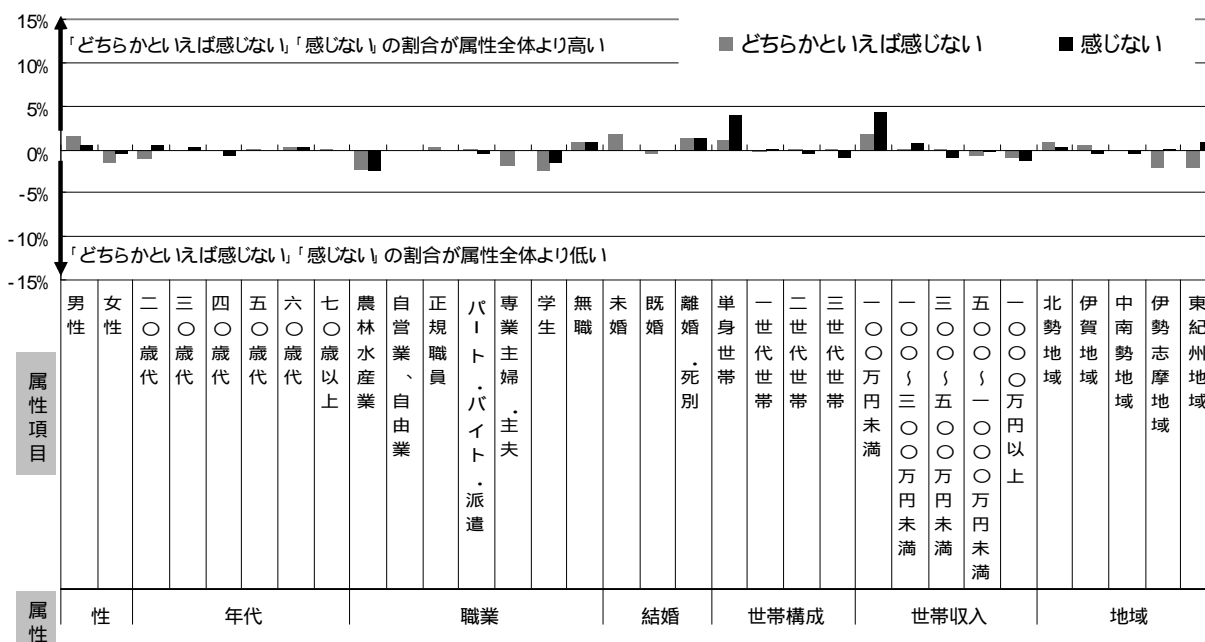 15%
「どちらかといえば感じない」「感じない」の割合が属性全体より高い
どちらかといえば感じない
感じない
10%
5%
0%
-5%
-10%
「どちらかといえば感じない」「感じない」の割合が属性全体より低い
-15%
属性項目
男性
女性
二〇歳代
三〇歳代
四〇歳代
五〇歳代
六〇歳代
七〇歳以上
農林水産業
自営業、自由業
正規職員
パート・バイト・派遣
専業主婦・主夫
学生
無職
未婚
既婚
離婚・死別
単身世帯
一世代世帯
二世代世帯
三世代世帯
一〇〇万円未満
一〇〇～三〇〇万円未満
三〇〇～五〇〇万円未満
五〇〇～一〇〇〇万円未満
一〇〇〇万円以上
北勢地域
伊賀地域
中南勢地域
伊勢志摩地域
東紀州地域
属性
性
年代
職業
結婚
世帯構成
世帯収入
地域